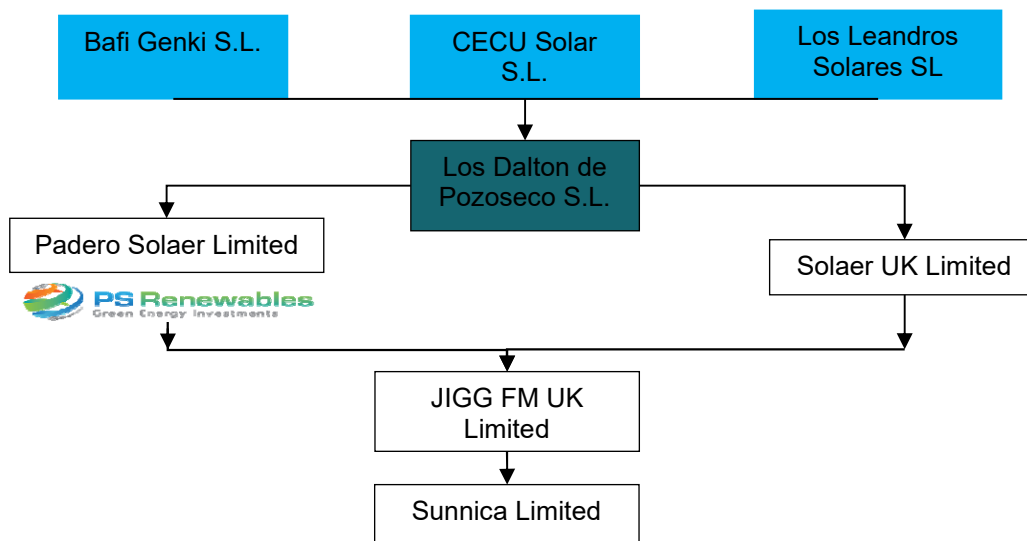 Bafi Genki S.L.
CECU Solar
S.L.
Los Leandros
Solares SL
Los Dalton de
Pozoseco S.L.
Padero Solaer Limited
Solaer UK Limited
PS Renewables
Green Energy Investments
JIGG FM UK
Limited
Sunnica Limited